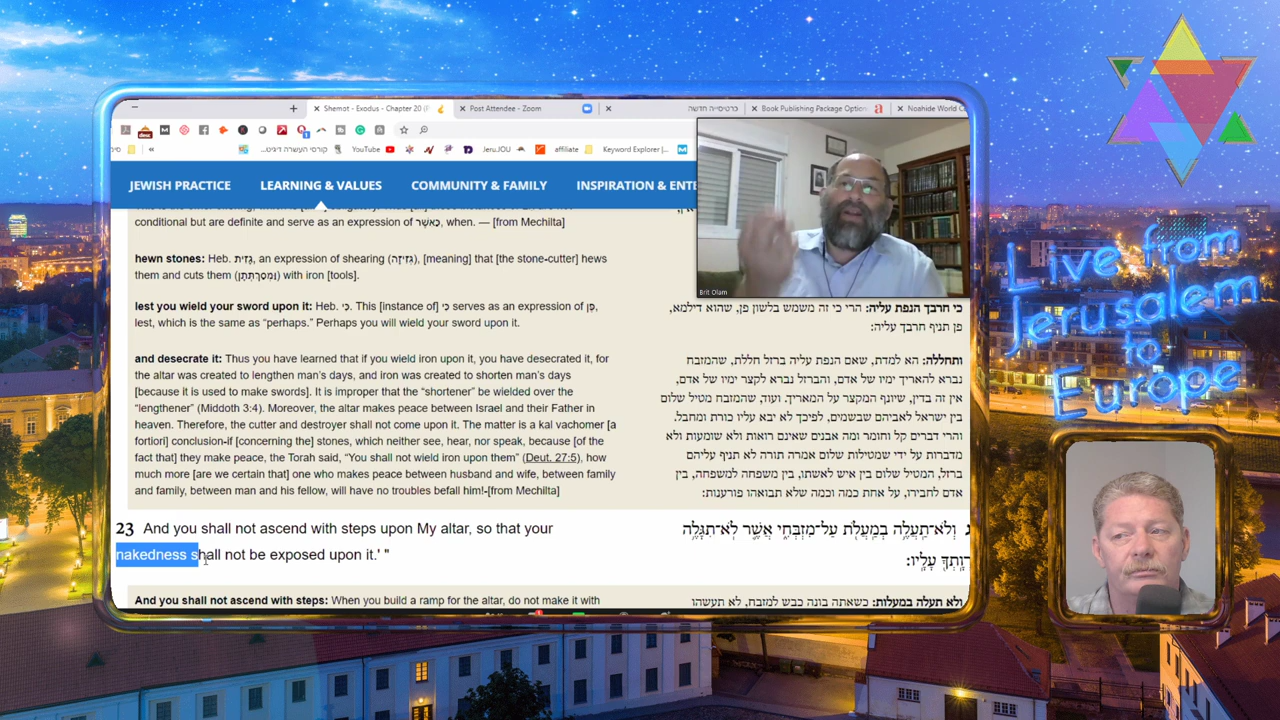 Shemot - Exodus - Chapter 20 (
Post Attendee - Zoom
כרטיסייה חדשה
Book Publishing Package Option
Noahide World C
קורסי העשרה דיגיט...
YouTube
Jeru.JOU
affiliate
Keyword Explorer |...
JEWISH PRACTICE
LEARNING & VALUES
COMMUNITY & FAMILY
INSPIRATION & ENTE
conditional but are definite and serve as an expression of כַּאֲשֶׁר, when. — [from Mechilta]
hewn stones: Heb. גָּזִית, an expression of shearing (גְּזִיזָה), [meaning] that [the stone-cutter] hews
them and cuts them (וּמְסַתְּתָן) with iron [tools].
lest you wield your sword upon it: Heb. כִּי. This [instance of] כִּי serves as an expression of פֶּן,
lest, which is the same as “perhaps.” Perhaps you will wield your sword upon it.
and desecrate it: Thus you have learned that if you wield iron upon it, you have desecrated it, for
the altar was created to lengthen man’s days, and iron was created to shorten man’s days
[because it is used to make swords]. It is improper that the “shortener” be wielded over the
“lengthener” (Middoth 3:4). Moreover, the altar makes peace between Israel and their Father in
heaven. Therefore, the cutter and destroyer shall not come upon it. The matter is a kal vachomer [a
fortiori] conclusion-if [concerning the] stones, which neither see, hear, nor speak, because [of the
fact that] they make peace, the Torah said, “You shall not wield iron upon them” (Deut. 27:5), how
much more [are we certain that] one who makes peace between husband and wife, between family
and family, between man and his fellow, will have no troubles befall him!-[from Mechilta]
23 And you shall not ascend with steps upon My altar, so that your
nakedness shall not be exposed upon it.' "
And you shall not ascend with steps: When you build a ramp for the altar, do not make it with
כי חרבך הנפת עליה: הרי כי זה משמש בלשון פן, שהוא דילמא,
פן תניף חרבך עליה:
ותחללה: הא למדת, שאם הנפת עליה ברזל חללת, שהמזבח
נברא להאריך ימיו של אדם, והברזל נברא לקצר ימיו של אדם,
אין זה בדין, שיונף המקצר על המאריך. ועוד, שהמזבח מטיל שלום
בין ישראל לאביהם שבשמים, לפיכך לא יבא עליו כורת ומחבל.
והרי דברים קל וחומר ומה אבנים שאינם רואות ולא שומעות ולא
מדברות על ידי שמטילות שלום אמרה תורה לא תניף עליהם
ברזל, המטיל שלום בין איש לאשתו, בין משפחה למשפחה, בין
אדם לחבירו, על אחת כמה וכמה שלא תבואהו פורענות:
וְלֹא־תַֽעֲלֶ֥ה בְמַֽעֲלֹ֖ת עַל־מִזְבְּחִ֑י אֲשֶׁ֛ר לֹֽא־תִגָּלֶ֥ה
רְוָֽתְךָ֖ עָלָֽיו:
ולא תעלה במעלות: כשאתה בונה כבש למזבח, לא תעשהו
Brit Olam
Live from
Jerusalem
to
Europe